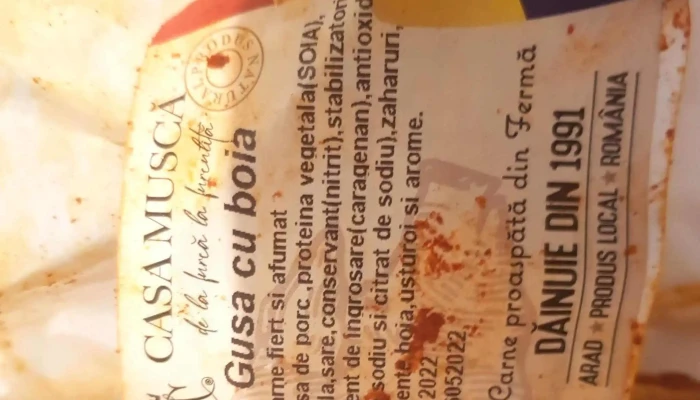 PRODUS NATURAL
CASA MUSCĂ
de la furcă la furculiță
Gusa cu boia
fiert si afumat
de porc,proteina vegetala(SOIA),
sare,conservant(nitrit),stabilizatori
de ingrosare(caragenan),antioxid
sodiu si citrat de sodiu),zaharuri,
boia,usturoi si arome.
2022
052022
Carne proaspătă din Fermă
DĂINUIE DIN 1991
ARAD ★ PRODUS LOCAL ★ ROMÂNIA